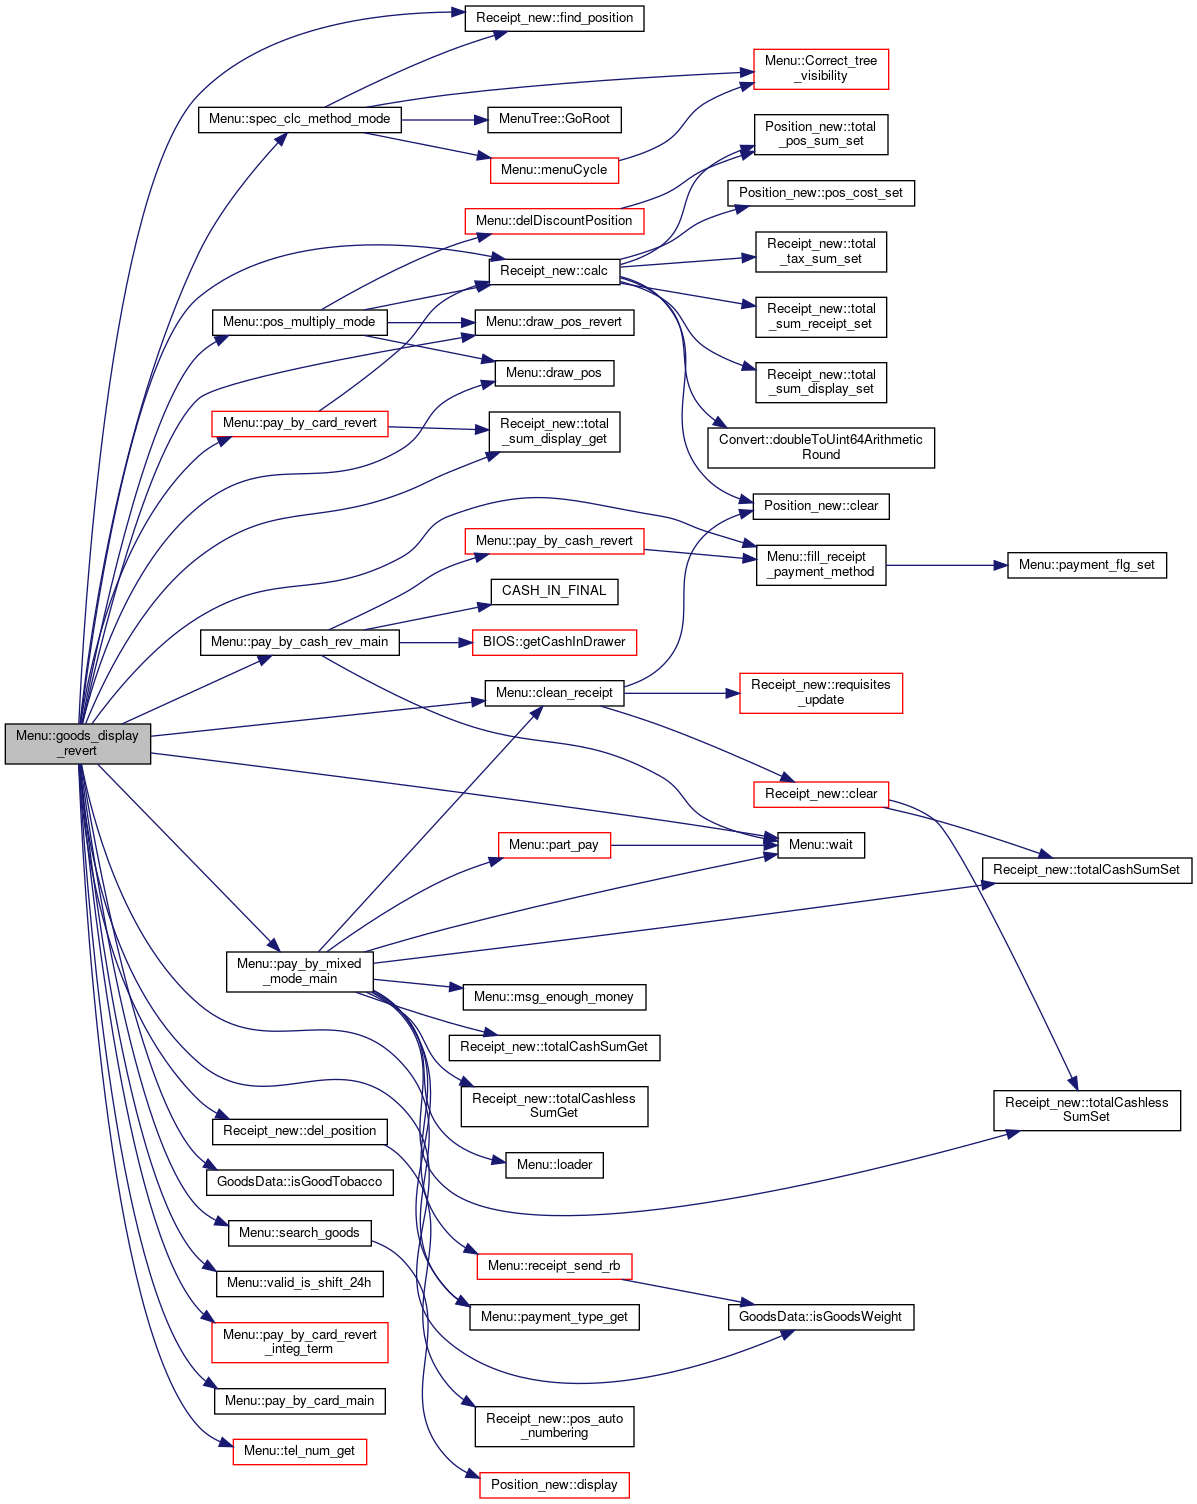 Receipt_new::find_position
Menu::Correct_tree
_visibility
Menu::spec_clc_method_mode
MenuTree::GoRoot
Position_new::total
_pos_sum_set
Menu::menuCycle
Position_new::pos_cost_set
Menu::delDiscountPosition
Receipt_new::total
_tax_sum_set
Receipt_new::calc
Receipt_new::total
_sum_receipt_set
Menu::pos_multiply_mode
Menu::draw_pos_revert
Menu::draw_pos
Receipt_new::total
_sum_display_set
Menu::pay_by_card_revert
Receipt_new::total
_sum_display_get
Convert::doubleToUint64Arithmetic
Round
Position_new::clear
Menu::pay_by_cash_revert
Menu::fill_receipt
_payment_method
Menu::payment_flg_set
CASH_IN_FINAL
Menu::pay_by_cash_rev_main
BIOS::getCashInDrawer
Menu::clean_receipt
Receipt_new::requisites
_update
Menu::goods_display
_revert
Receipt_new::clear
Menu::part_pay
Menu::wait
Receipt_new::totalCashSumSet
Menu::pay_by_mixed
_mode_main
Menu::msg_enough_money
Receipt_new::totalCashSumGet
Receipt_new::totalCashless
SumGet
Receipt_new::totalCashless
SumSet
Receipt_new::del_position
Menu::loader
GoodsData::isGoodTobacco
Menu::search_goods
Menu::receipt_send_rb
Menu::valid_is_shift_24h
Menu::payment_type_get
GoodsData::isGoodsWeight
Menu::pay_by_card_revert
_integ_term
Menu::pay_by_card_main
Receipt_new::pos_auto
_numbering
Menu::tel_num_get
Position_new::display